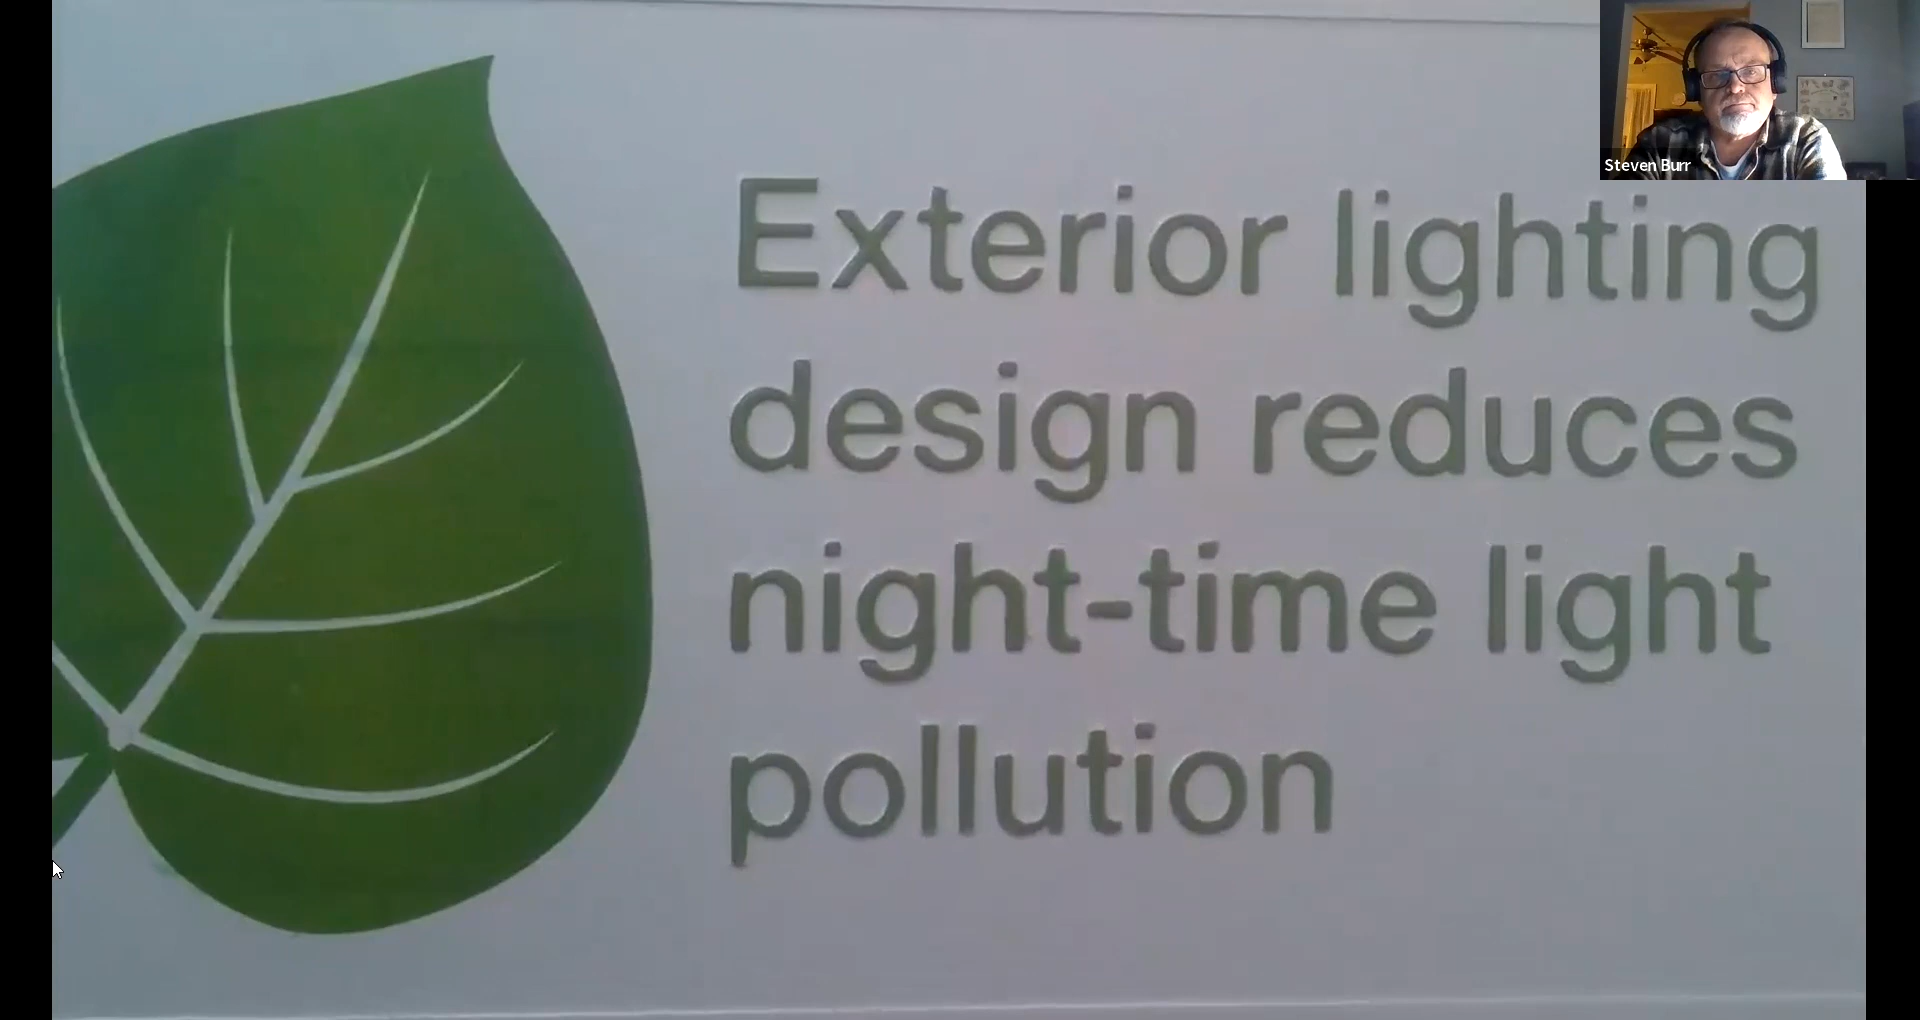 Exterior lighting
design reduces
night-time light
pollution
Steven Burr